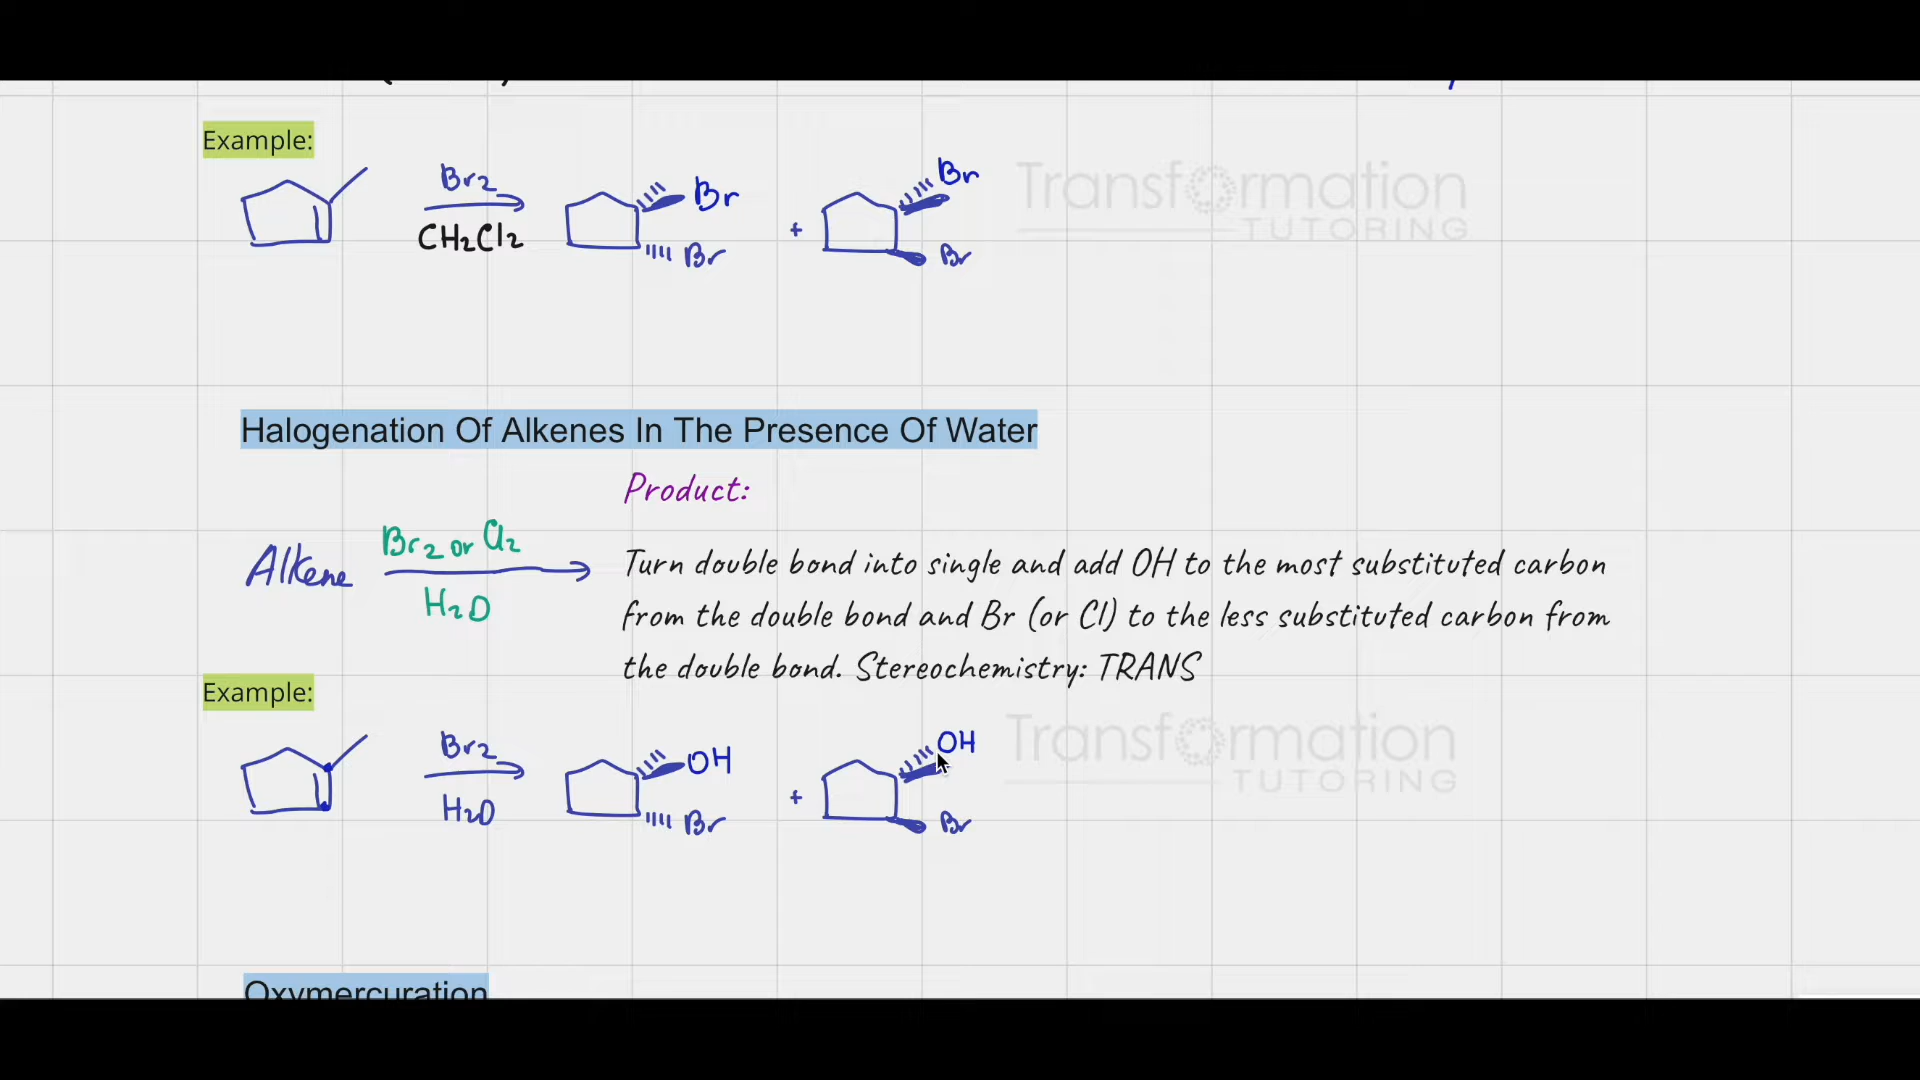 Example:
Br2
CH2Cl2
Br
Br
+
Br
Br
Transformation
TUTORING
Halogenation Of Alkenes In The Presence Of Water
Product:
Alkene
Br2 or Cl2
H2O
Turn double bond into single and add OH to the most substituted carbon
from the double bond and Br (or Cl) to the less substituted carbon from
the double bond. Stereochemistry: TRANS
Example:
Br2
H2O
OH
Br
+
OH
Br
Transformation
TUTORING
Oxymercuration